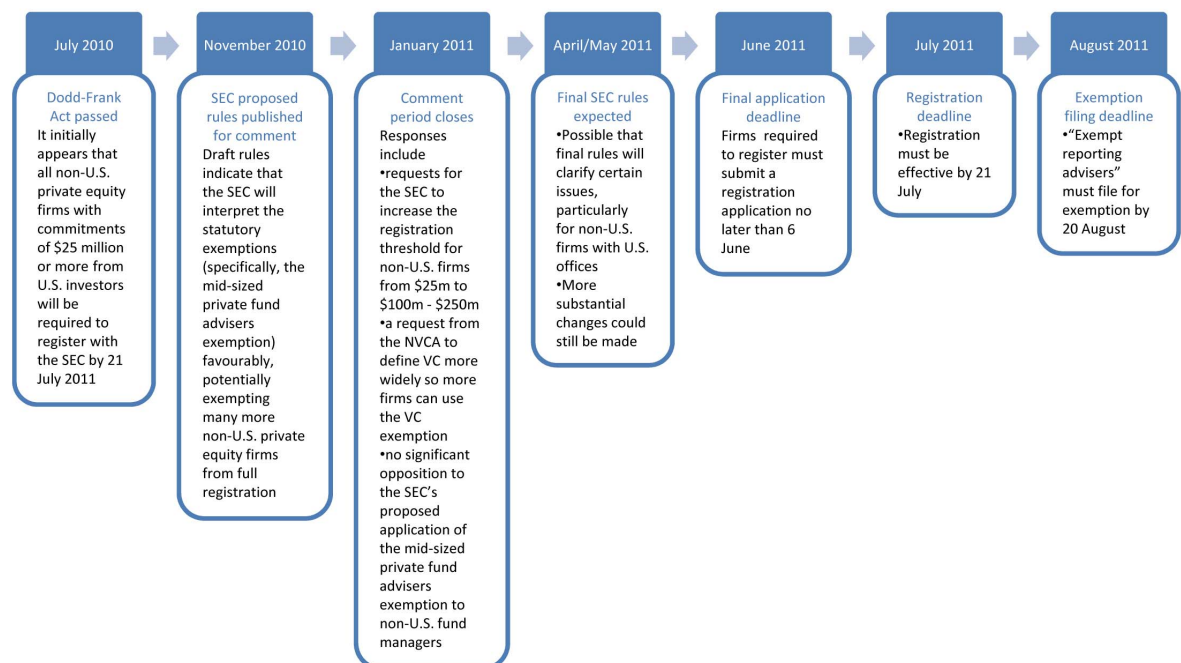 July 2010
Dodd-Frank
Act passed
It initially
appears that
all non-U.S.
private equity
firms with
commitments
of $25 million
or more from
U.S. investors
will be
required to
register with
the SEC by 21
July 2011
November 2010
SEC proposed
rules published
for comment
Draft rules
indicate that
the SEC will
interpret the
statutory
exemptions
(specifically, the
mid-sized
private fund
advisers
exemption)
favourably,
potentially
exempting
many more
non-U.S. private
equity firms
from full
registration
January 2011
Comment
period closes
Responses
include
•requests for
the SEC to
increase the
registration
threshold for
non-U.S. firms
from $25m to
$100m - $250m
•a request from
the NVCA to
define VC more
widely so more
firms can use
the VC
exemption
•no significant
opposition to
the SEC’s
proposed
application of
the mid-sized
private fund
advisers
exemption to
non-U.S. fund
managers
April/May 2011
Final SEC rules
expected
•Possible that
final rules will
clarify certain
issues,
particularly
for non-U.S.
firms with U.S.
offices
•More
substantial
changes could
still be made
June 2011
Final application
deadline
Firms required
to register must
submit a
registration
application no
later than 6
June
July 2011
Registration
deadline
•Registration
must be
effective by 21
July
August 2011
Exemption
filing deadline
•“Exempt
reporting
advisers”
must file for
exemption by
20 August